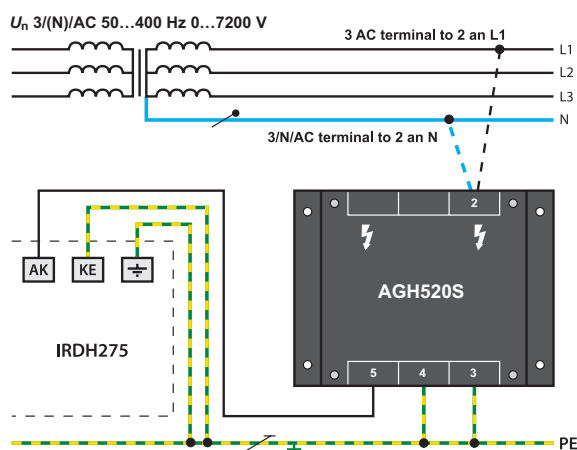 Un 3/(N)/AC 50...400 Hz 0...7200 V
3 AC terminal to 2 an L1
L1
L2
L3
N
3/N/AC terminal to 2 an N
2
AK
KE
AGH520S
IRDH275
5
4
3
PE